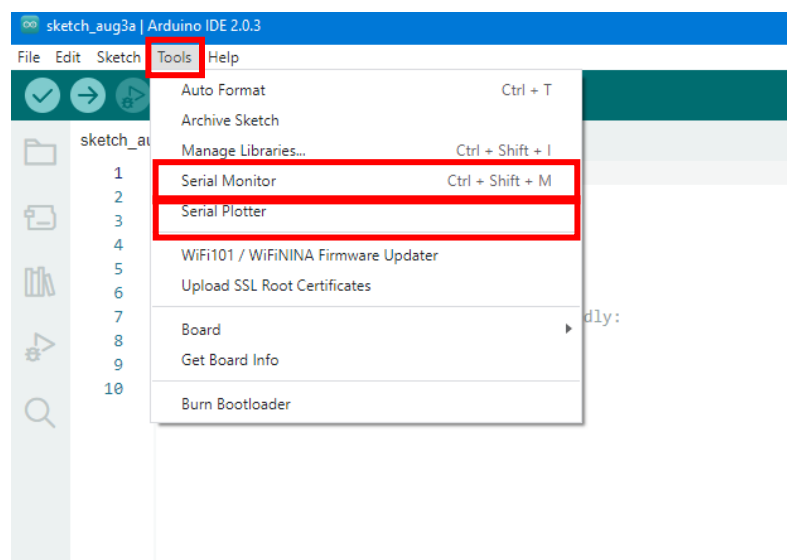 sketch_aug3a | Arduino IDE 2.0.3
File Edit Sketch Tools Help
Auto Format Ctrl + T
Archive Sketch
sketch_au
Manage Libraries... Ctrl + Shift + I
1
Serial Monitor Ctrl + Shift + M
2
Serial Plotter
3
4
WiFi101 / WiFiNINA Firmware Updater
5
Upload SSL Root Certificates
6
7 dly:
Board
8
Get Board Info
9
10
Burn Bootloader